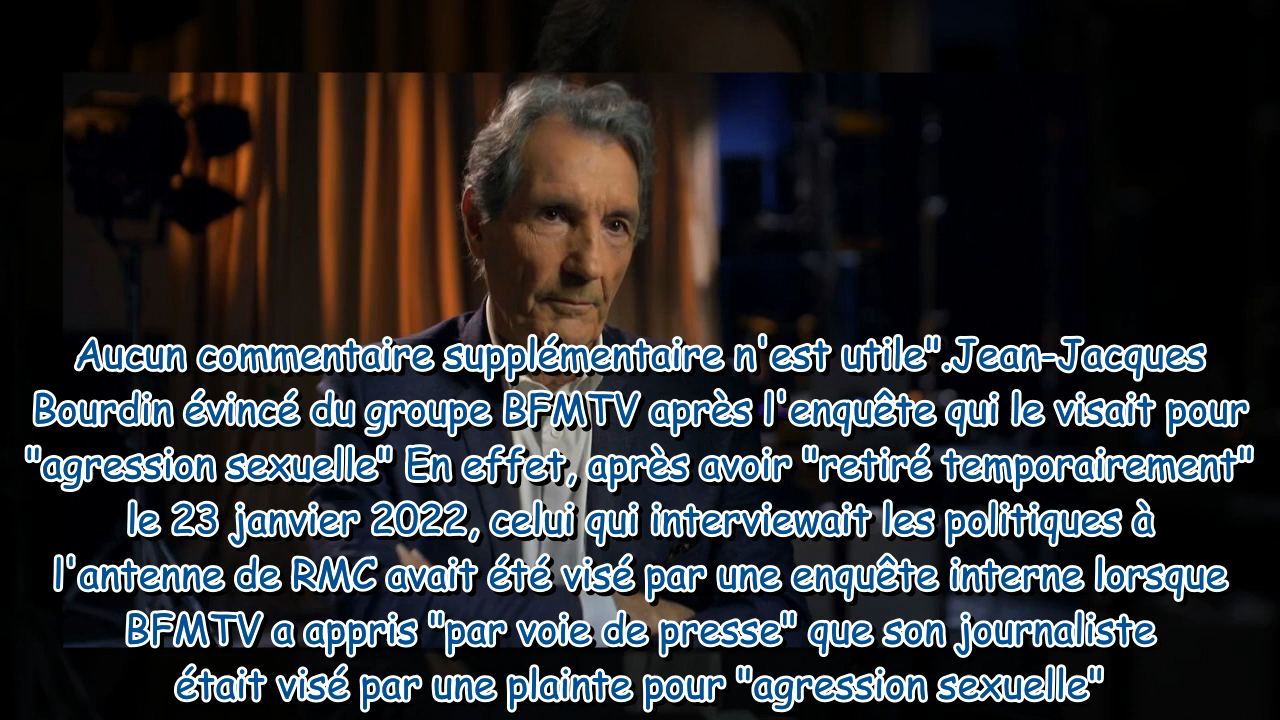 Aucun commentaire supplémentaire n'est utile".Jean-Jacques
Bourdin évincé du groupe BFMTV après l'enquête qui le visait pour
"agression sexuelle" En effet, après avoir "retiré temporairement"
le 23 janvier 2022, celui qui interviewait les politiques à
l'antenne de RMC avait été visé par une enquête interne lorsque
BFMTV a appris "par voie de presse" que son journaliste
était visé par une plainte pour "agression sexuelle"